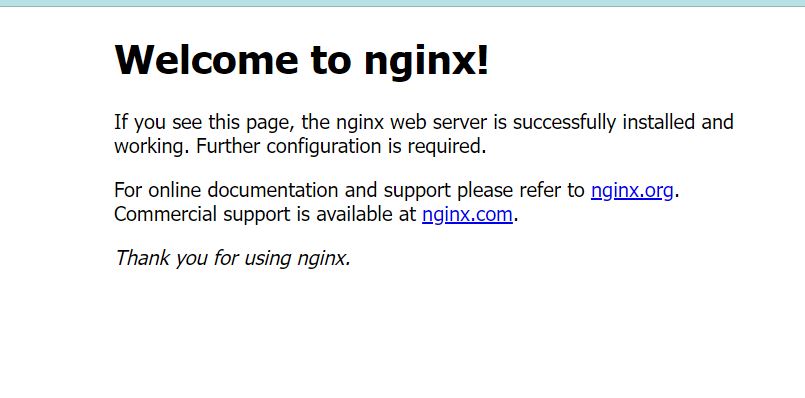 Welcome to nginx!
If you see this page, the nginx web server is successfully installed and
working. Further configuration is required.
For online documentation and support please refer to nginx.org.
Commercial support is available at nginx.com.
Thank you for using nginx.